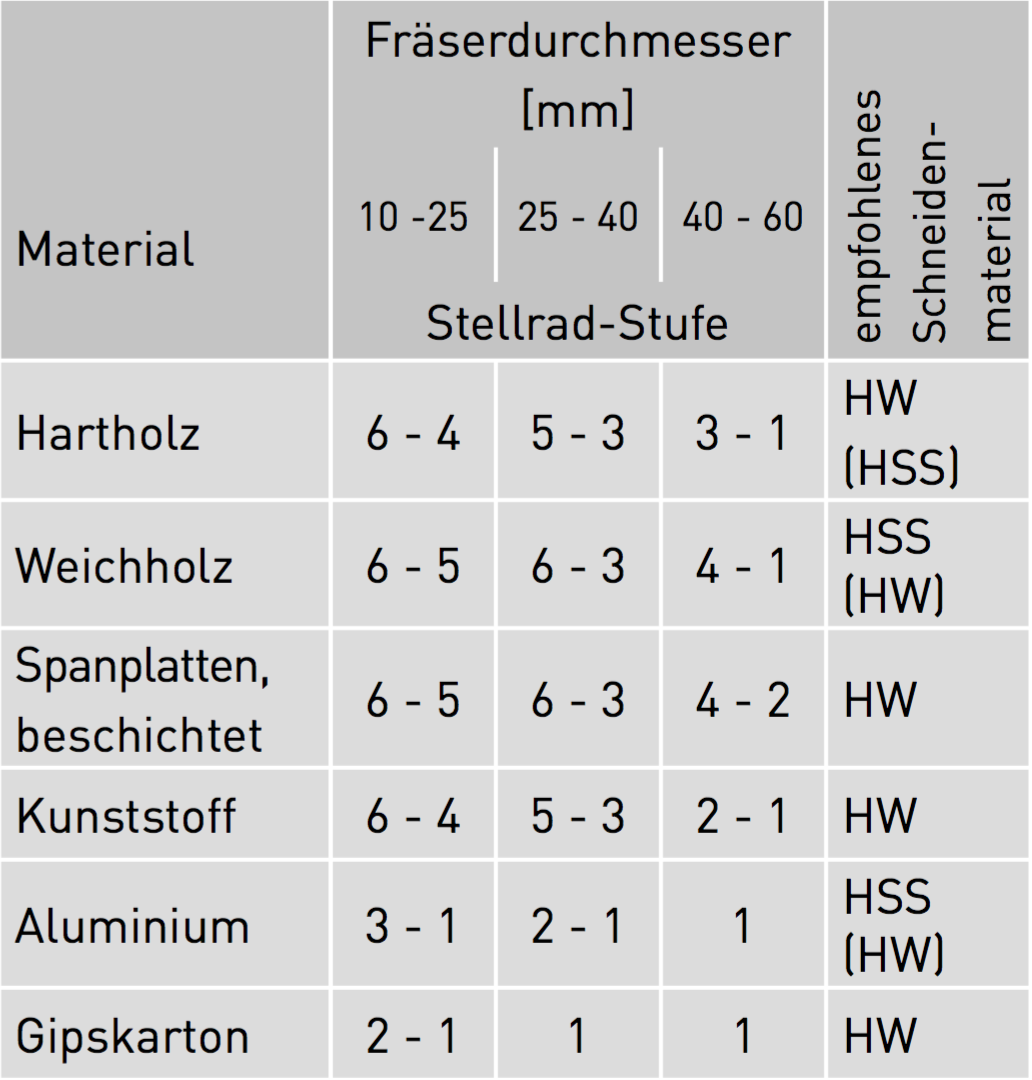 Fräserdurchmesser
[mm]
Material
10 -25 25 - 40 40 - 60
Stellrad-Stufe
empfohlenes
Schneiden-
material
Hartholz 6 - 4 5 - 3 3 - 1 HW
(HSS)
Weichholz 6 - 5 6 - 3 4 - 1 HSS
(HW)
Spanplatten,
beschichtet 6 - 5 6 - 3 4 - 2 HW
Kunststoff 6 - 4 5 - 3 2 - 1 HW
Aluminium 3 - 1 2 - 1 1 HSS
(HW)
Gipskarton 2 - 1 1 1 HW